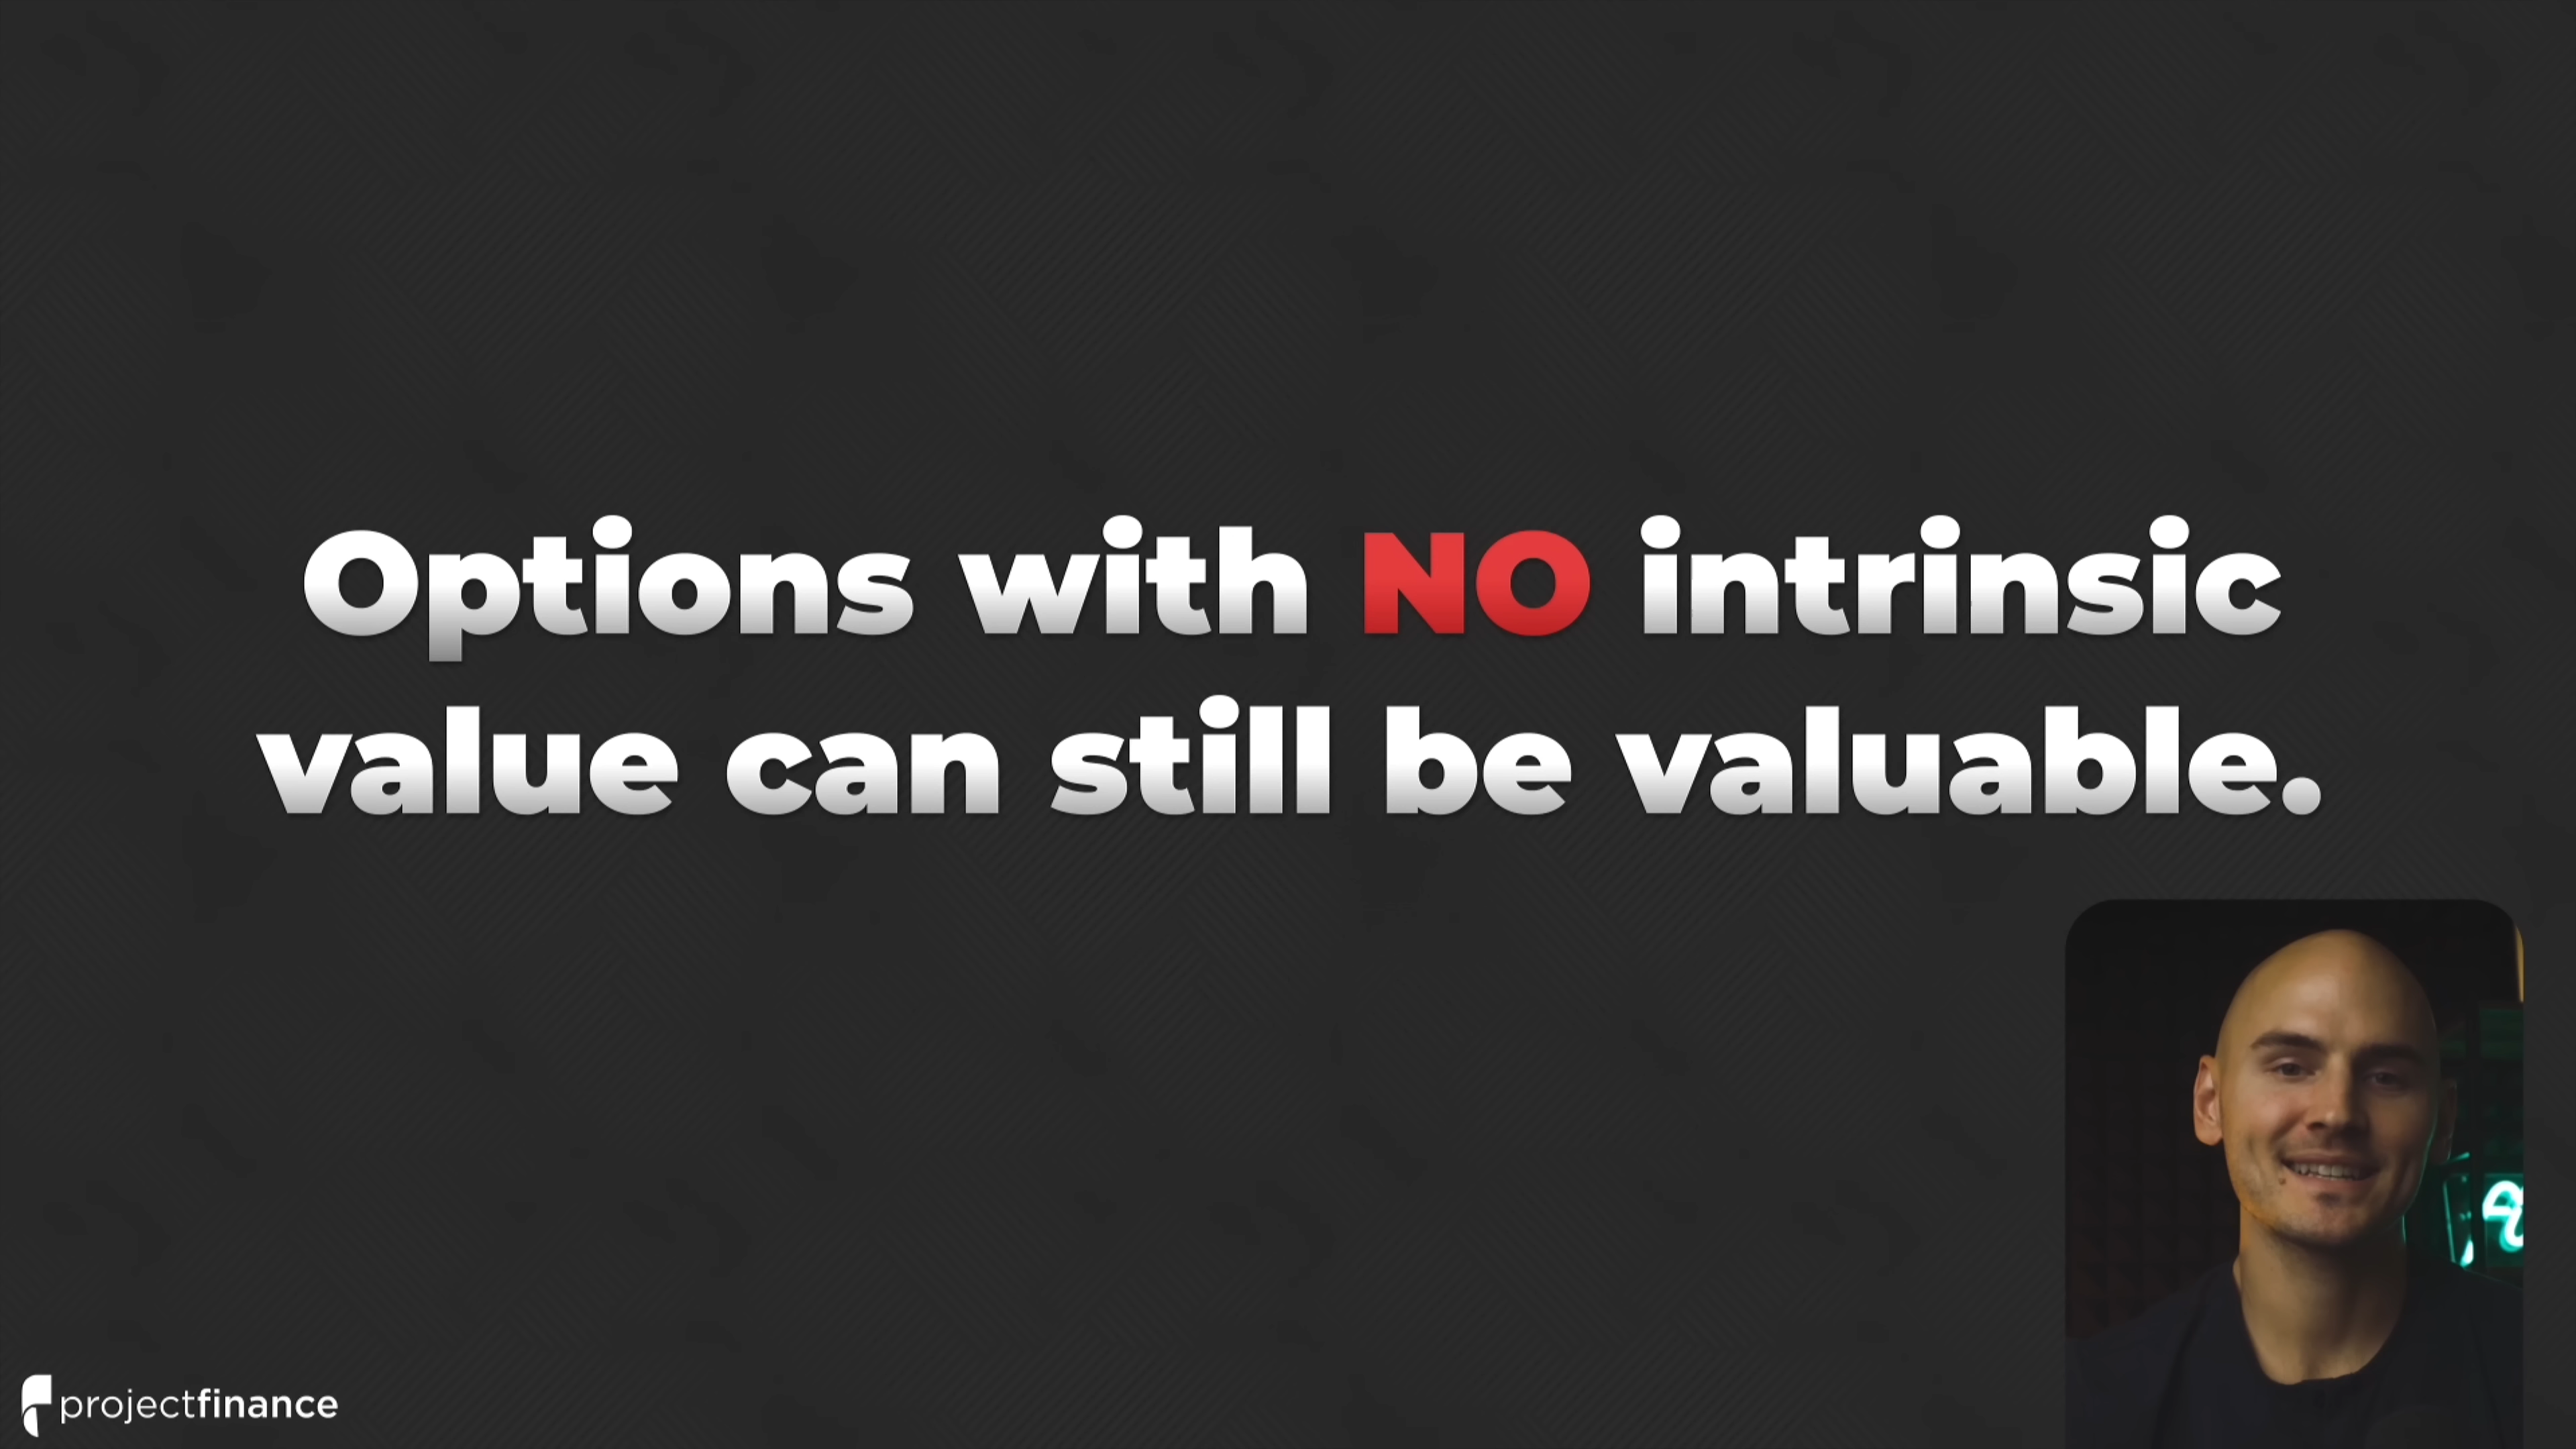 Options with NO intrinsic
value can still be valuable.
projectfinance